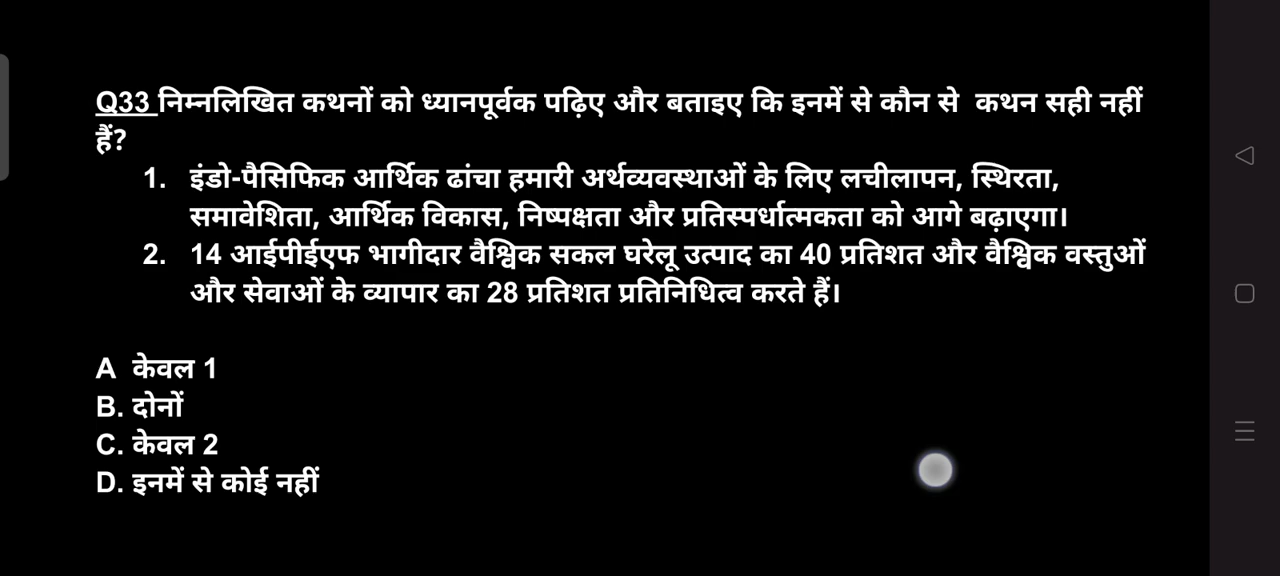 Q33 निम्नलिखित कथनों को ध्यानपूर्वक पढ़िए और बताइए कि इनमें से कौन से कथन सही नहीं
हैं?
1. इंडो-पैसिफिक आर्थिक ढांचा हमारी अर्थव्यवस्थाओं के लिए लचीलापन, स्थिरता,
समावेशिता, आर्थिक विकास, निष्पक्षता और प्रतिस्पर्धात्मकता को आगे बढ़ाएगा।
2. 14 आईपीईएफ भागीदार वैश्विक सकल घरेलू उत्पाद का 40 प्रतिशत और वैश्विक वस्तुओं
और सेवाओं के व्यापार का 28 प्रतिशत प्रतिनिधित्व करते हैं।
A केवल 1
B. दोनों
C. केवल 2
D. इनमें से कोई नहीं